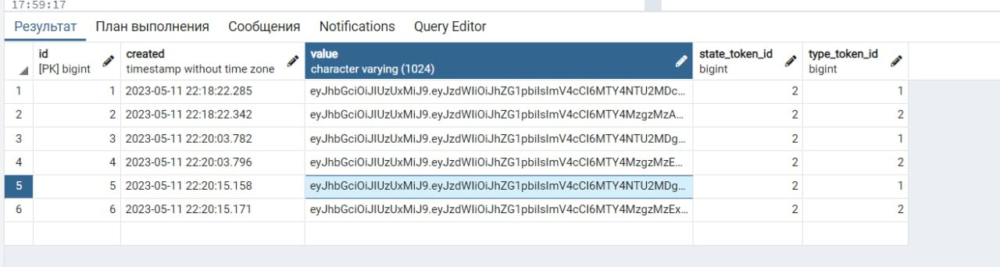 17:59:17
Результат План выполнения Сообщения Notifications Query Editor
id created value state_token_id type_token_id
[PK] bigint timestamp without time zone character varying (1024) bigint bigint
1 1 2023-05-11 22:18:22.285 eyJhbGciOiJIUzUxMiJ9.eyJzdWIiOiJhZG1pbiIsImV4cCI6MTY4NTU2MDc... 2 1
2 2 2023-05-11 22:18:22.342 eyJhbGciOiJIUzUxMiJ9.eyJzdWIiOiJhZG1pbiIsImV4cCI6MTY4MzgzMzA... 2 2
3 3 2023-05-11 22:20:03.782 eyJhbGciOiJIUzUxMiJ9.eyJzdWIiOiJhZG1pbiIsImV4cCI6MTY4NTU2MDg... 2 1
4 4 2023-05-11 22:20:03.796 eyJhbGciOiJIUzUxMiJ9.eyJzdWIiOiJhZG1pbiIsImV4cCI6MTY4MzgzMzE... 2 2
5 5 2023-05-11 22:20:15.158 eyJhbGciOiJIUzUxMiJ9.eyJzdWIiOiJhZG1pbiIsImV4cCI6MTY4NTU2MDg... 2 1
6 6 2023-05-11 22:20:15.171 eyJhbGciOiJIUzUxMiJ9.eyJzdWIiOiJhZG1pbiIsImV4cCI6MTY4MzgzMzEx... 2 2